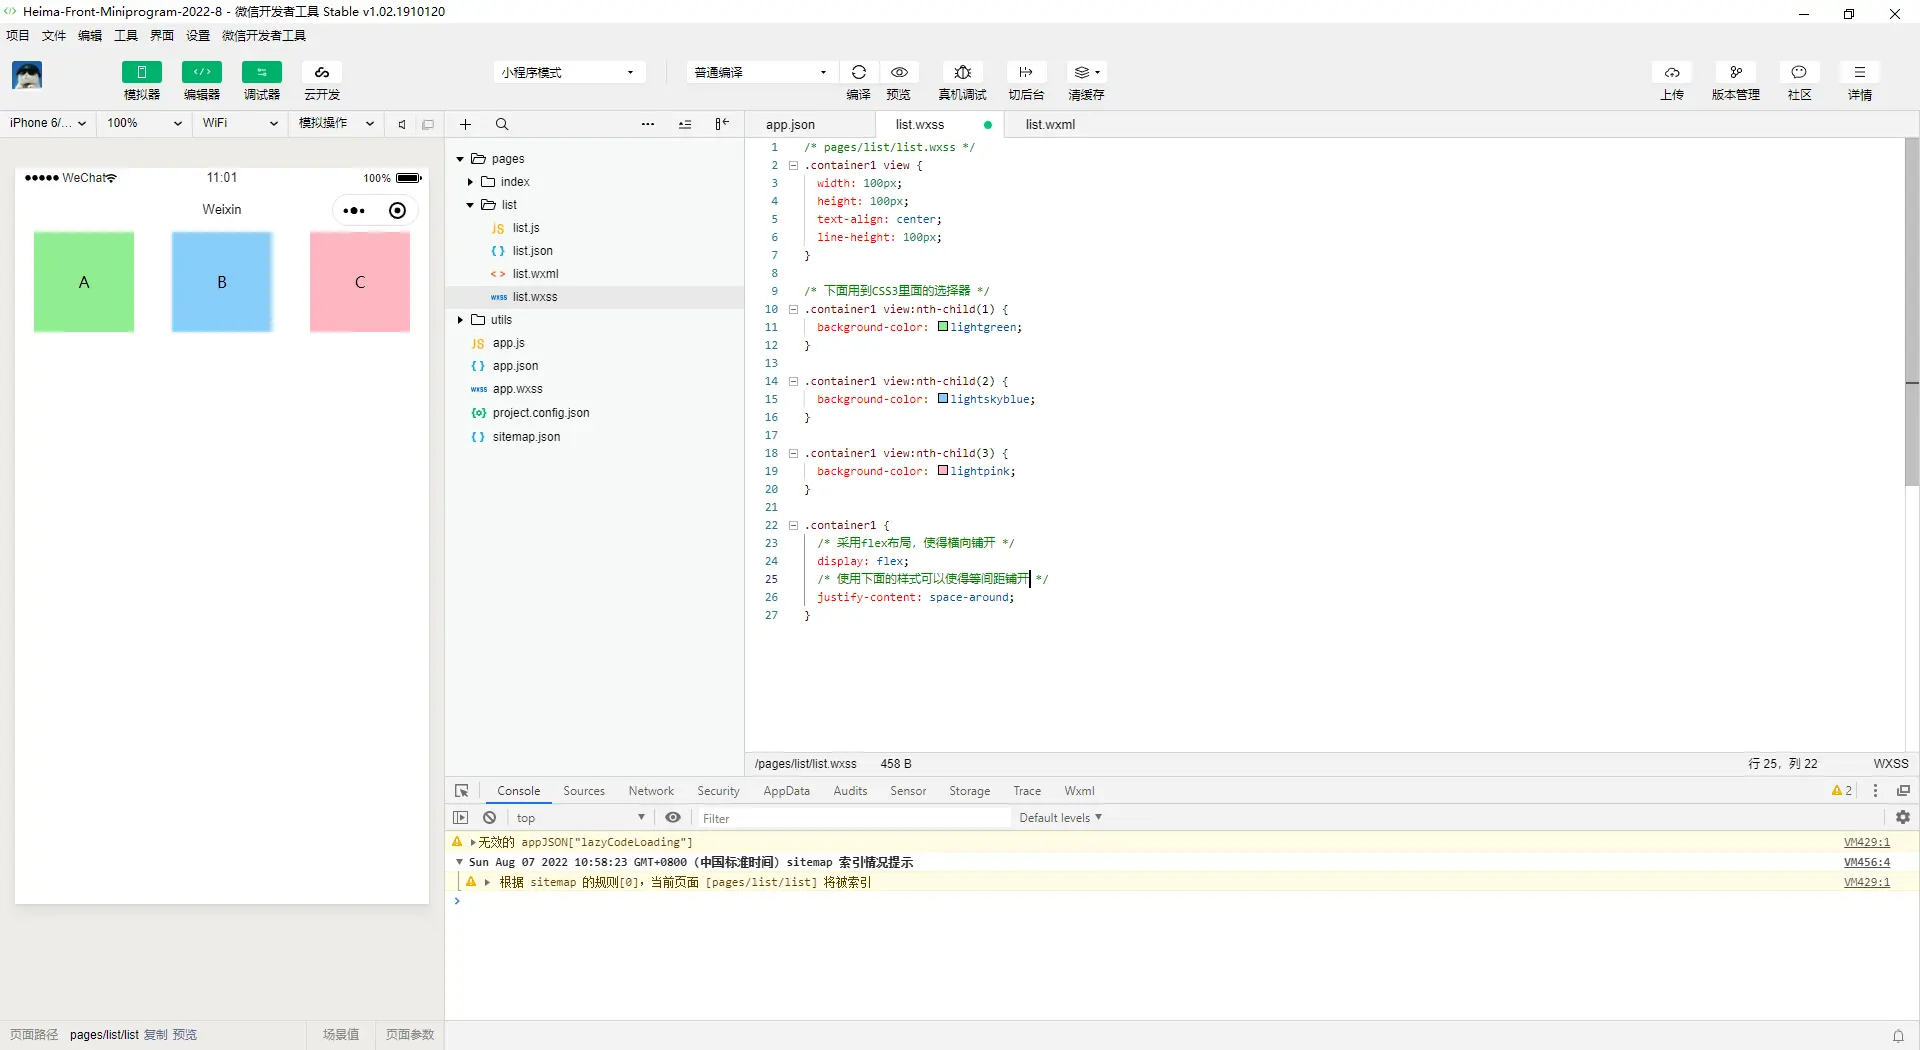 Heima-Front-Miniprogram-2022-8 - 微信开发者工具 Stable v1.02.1910120
项目 文件 编辑 工具 界面 设置 微信开发者工具
模拟器 编辑器 调试器 云开发
小程序模式
普通编译
编译 预览 真机调试 切后台 清缓存
上传 版本管理 社区 详情
iPhone 6/... 100% WiFi 模拟操作
WeChat 11:01 100%
Weixin
A B C
pages
index
list
JS list.js
{ } list.json
< > list.wxml
wxss list.wxss
utils
JS app.js
{ } app.json
wxss app.wxss
{o} project.config.json
{ } sitemap.json
app.json list.wxss list.wxml
1 /* pages/list/list.wxss */
2 .container1 view {
3 width: 100px;
4 height: 100px;
5 text-align: center;
6 line-height: 100px;
7 }
8
9 /* 下面用到CSS3里面的选择器 */
10 .container1 view:nth-child(1) {
11 background-color: lightgreen;
12 }
13
14 .container1 view:nth-child(2) {
15 background-color: lightskyblue;
16 }
17
18 .container1 view:nth-child(3) {
19 background-color: lightpink;
20 }
21
22 .container1 {
23 /* 采用flex布局，使得横向铺开 */
24 display: flex;
25 /* 使用下面的样式可以使得等间距铺开 */
26 justify-content: space-around;
27 }
/pages/list/list.wxss 458 B 行 25，列 22 WXSS
Console Sources Network Security AppData Audits Sensor Storage Trace Wxml 2
top Filter Default levels
无效的 appJSON["lazyCodeLoading"] VM429:1
Sun Aug 07 2022 10:58:23 GMT+0800 (中国标准时间) sitemap 索引情况提示 VM456:4
根据 sitemap 的规则[0]，当前页面 [pages/list/list] 将被索引 VM429:1
页面路径 pages/list/list 复制 预览 场景值 页面参数